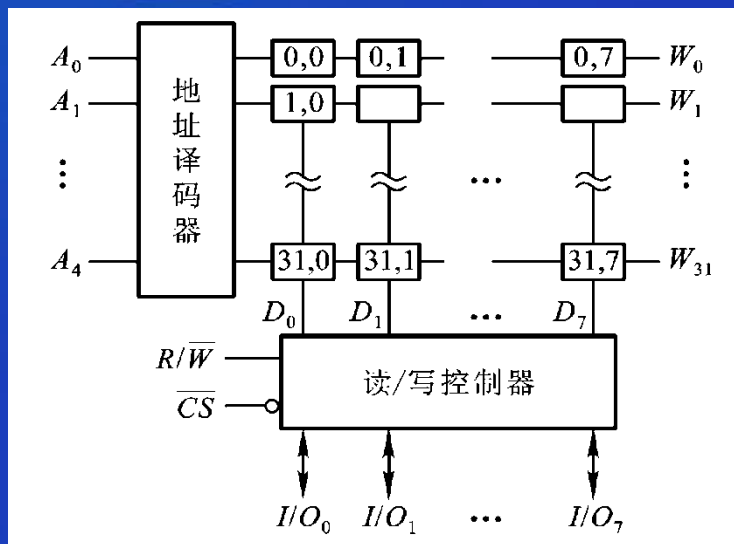 A₀ 0,0 0,1 0,7 W₀
A₁ 1,0 W₁
地址译码器
⋮ ⋯ ⋮
A₄ 31,0 31,1 31,7 W₃₁
D₀ D₁ ⋯ D₇
R/W̅
读/写控制器
C̅S̅
I/O₀ I/O₁ ⋯ I/O₇